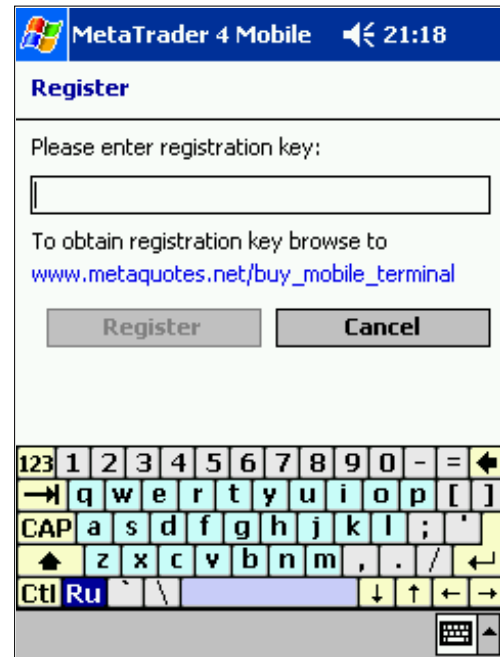 MetaTrader 4 Mobile 21:18
Register
Please enter registration key:
To obtain registration key browse to
www.metaquotes.net/buy_mobile_terminal
Register Cancel
123 1 2 3 4 5 6 7 8 9 0 - =
q w e r t y u i o p [ ]
CAP a s d f g h j k l ; '
z x c v b n m , . /
Ctl Ru ` \